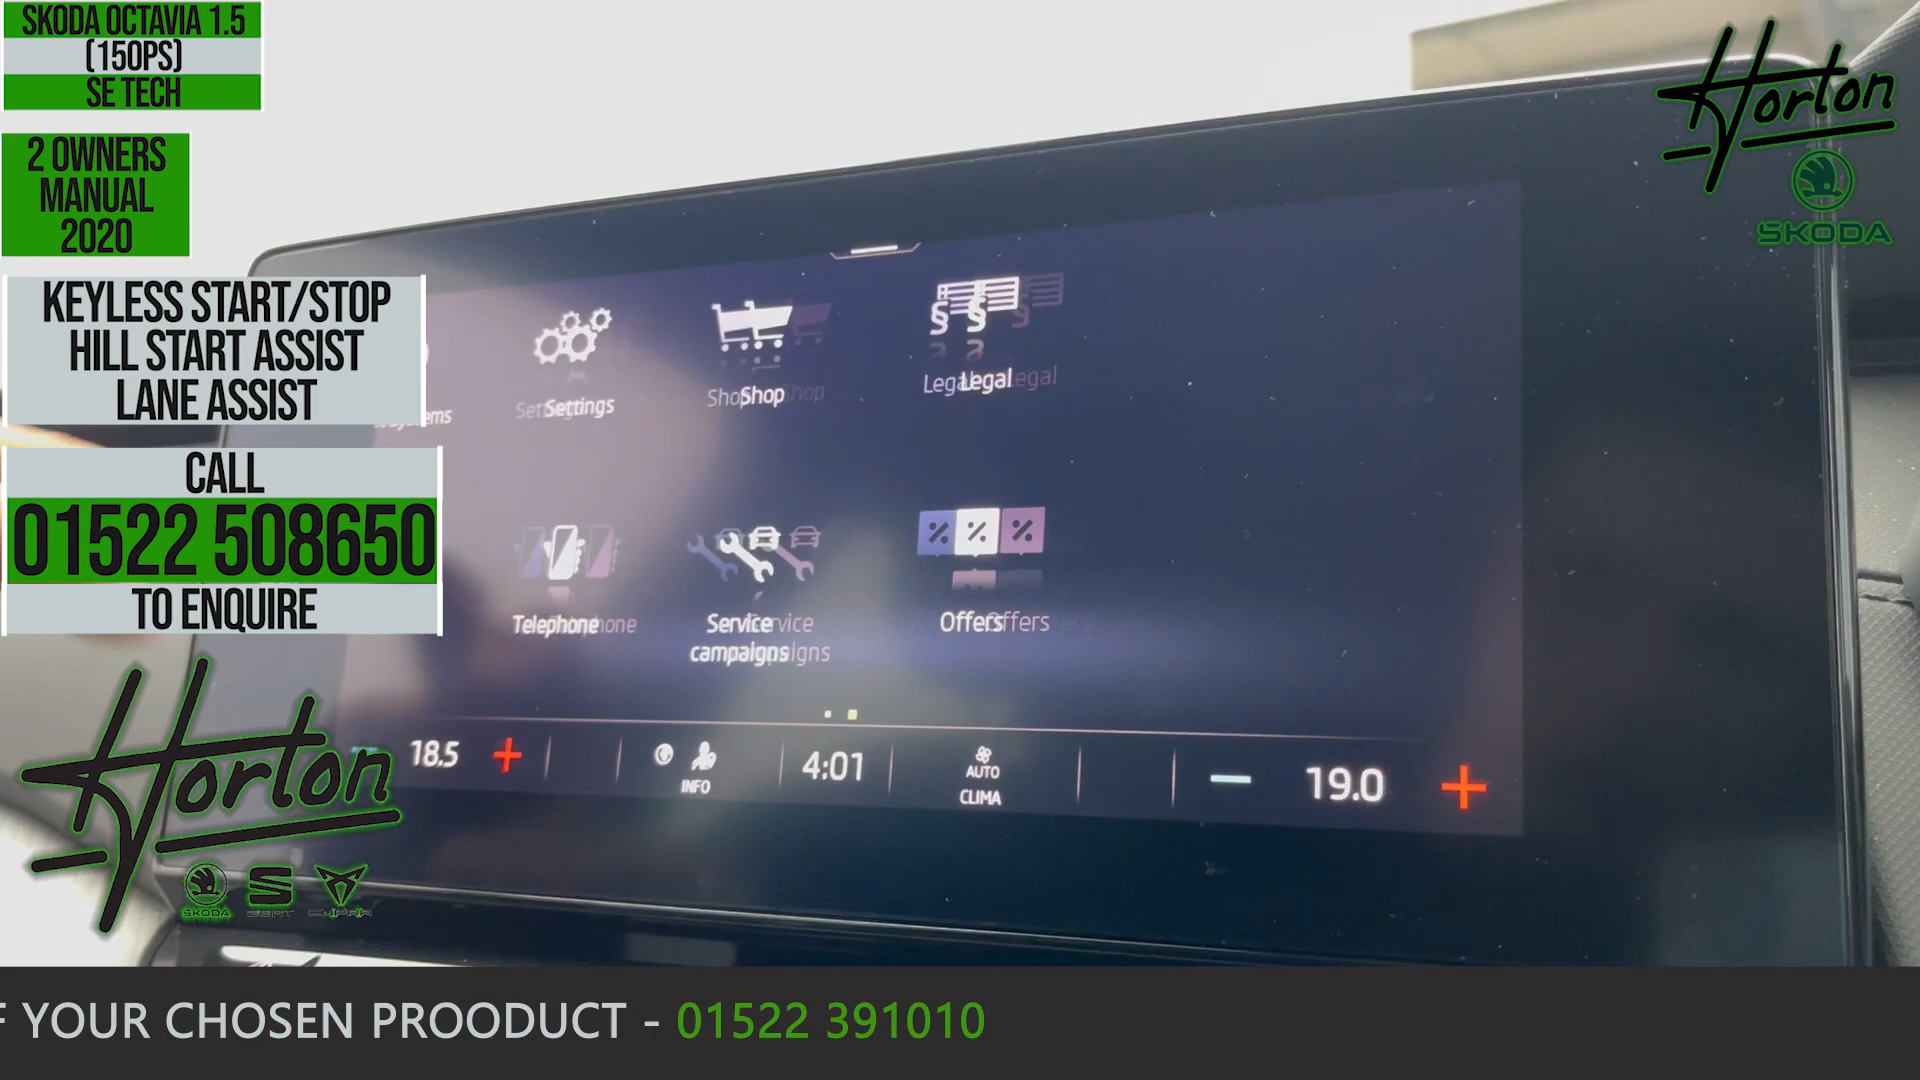 SKODA OCTAVIA 1.5
(150PS)
SE TECH
2 OWNERS
MANUAL
2020
KEYLESS START/STOP
HILL START ASSIST
LANE ASSIST
CALL
01522 508650
TO ENQUIRE
Horton
SKODA SEAT CUPRA
Horton
SKODA
Settings Shop Legal
Telephone Service campaigns Offers
18.5 + INFO 4:01 AUTO CLIMA - 19.0 +
YOUR CHOSEN PROODUCT - 01522 391010